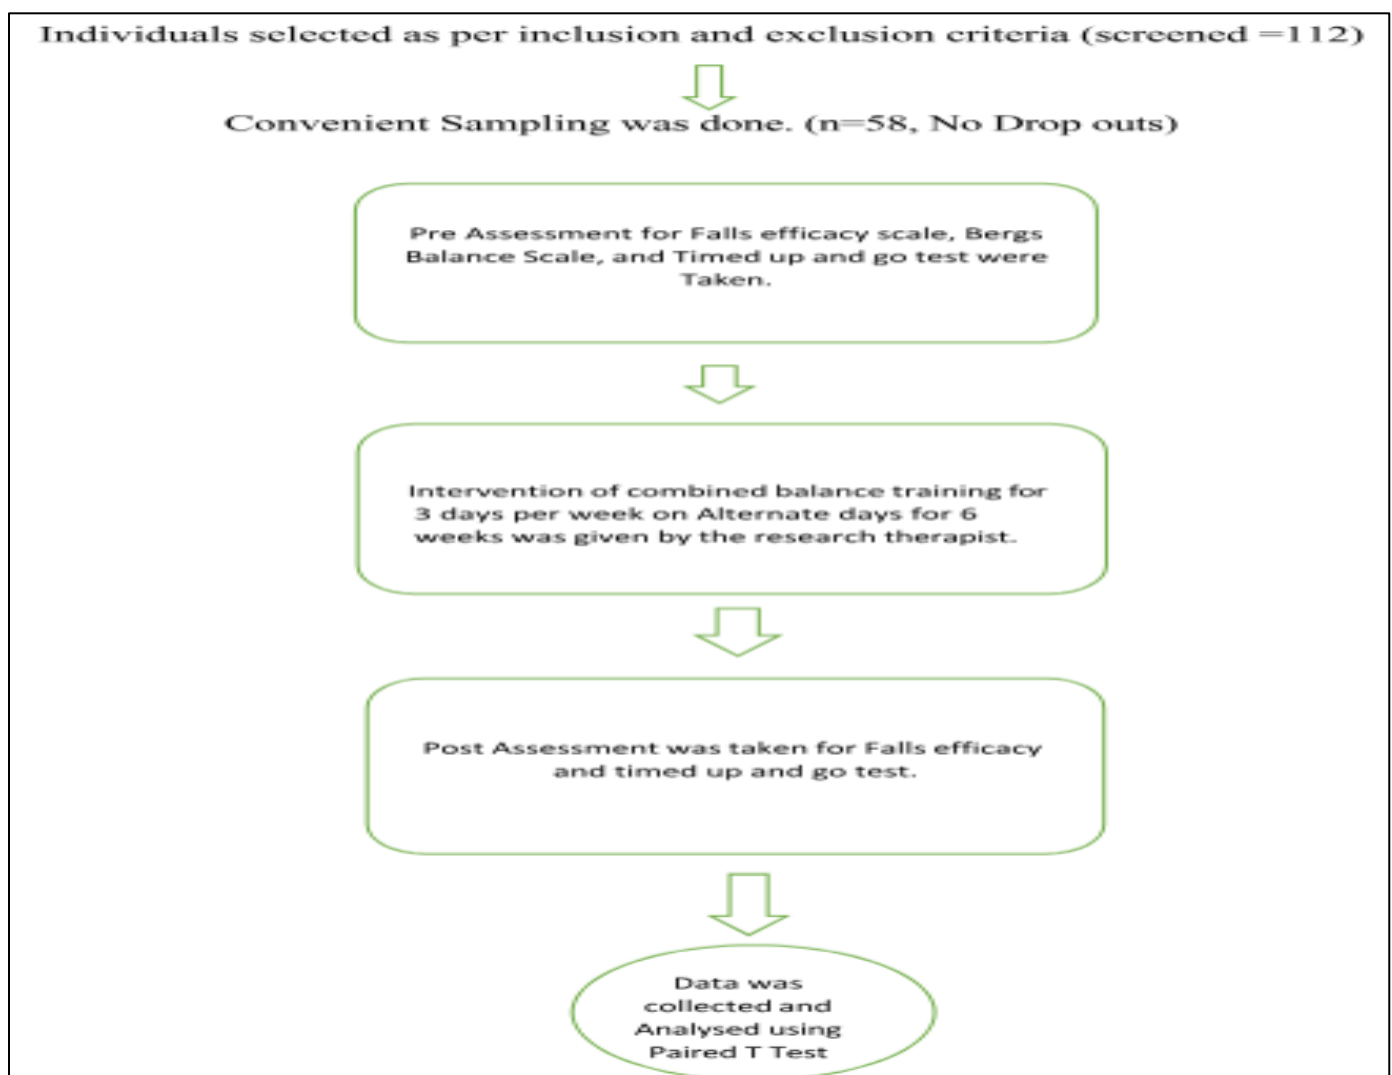 Individuals selected as per inclusion and exclusion criteria (screened =112)
Convenient Sampling was done. (n=58, No Drop outs)
Pre Assessment for Falls efficacy scale, Bergs
Balance Scale, and Timed up and go test were
Taken.
Intervention of combined balance training for
3 days per week on Alternate days for 6
weeks was given by the research therapist.
Post Assessment was taken for Falls efficacy
and timed up and go test.
Data was
collected and
Analysed using
Paired T Test